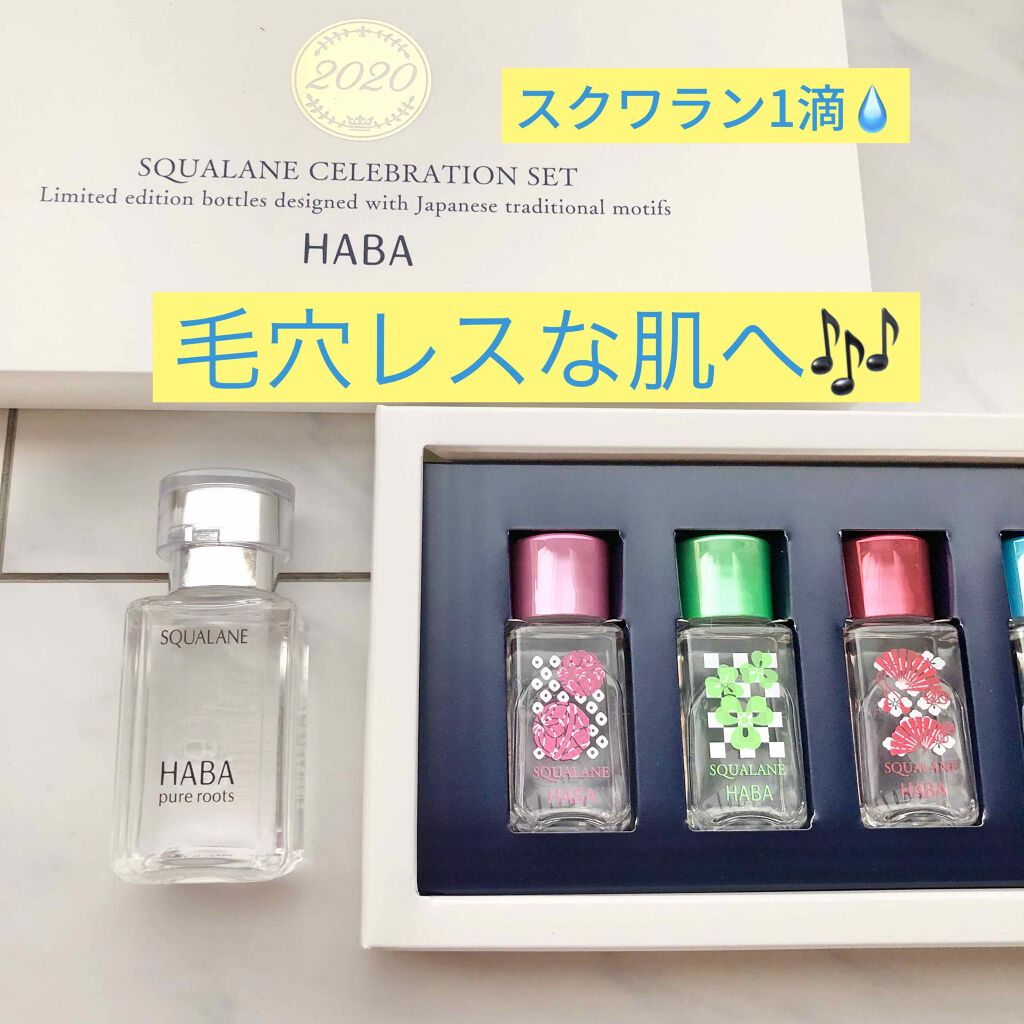 2020
スクワラン1滴💧
SQUALANE CELEBRATION SET
Limited edition bottles designed with Japanese traditional motifs
HABA
毛穴レスな肌へ🎶
SQUALANE
HABA
pure roots
SQUALANE
HABA
SQUALANE
HABA
SQUALANE
HABA